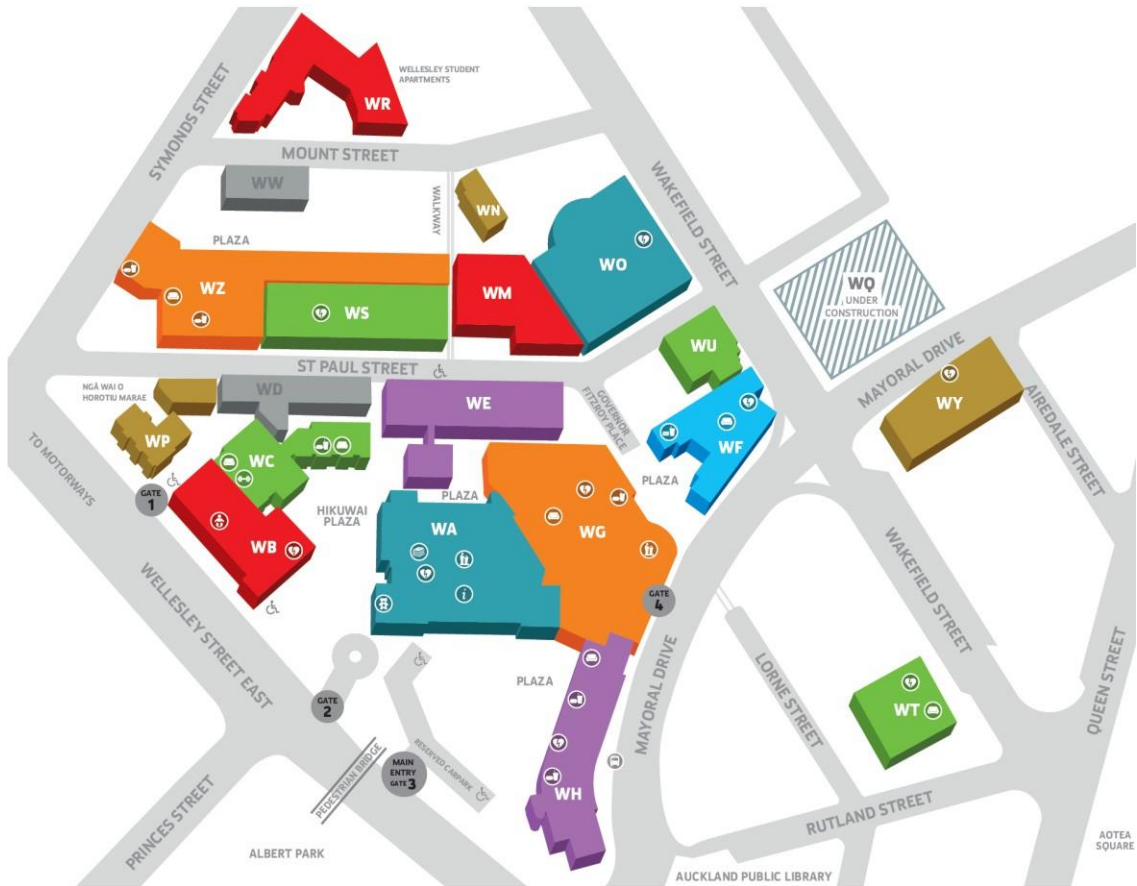 WELLESLEY STUDENT
APARTMENTS
SYMONDS STREET
WR
MOUNT STREET
WW
WALKWAY
WN
WAKEFIELD STREET
PLAZA
WO
WZ
WS
WM
WQ
UNDER
CONSTRUCTION
MAYORAL DRIVE
ST PAUL STREET
WU
NGĀ WAI O
HOROTIU MARAE
WD
WE
GOVERNOR
FITZROY PLACE
WY
AIREDALE STREET
WP
WC
WF
TO MOTORWAYS
GATE
1
PLAZA
PLAZA
HIKUWAI
PLAZA
WA
WG
WB
i
WAKEFIELD STREET
WELLESLEY STREET EAST
GATE
4
LORNE STREET
QUEEN STREET
PLAZA
MAYORAL DRIVE
GATE
2
WT
RESERVED CARPARK
PEDESTRIAN BRIDGE
MAIN
ENTRY
GATE 3
WH
PRINCES STREET
RUTLAND STREET
ALBERT PARK
AOTEA
SQUARE
AUCKLAND PUBLIC LIBRARY